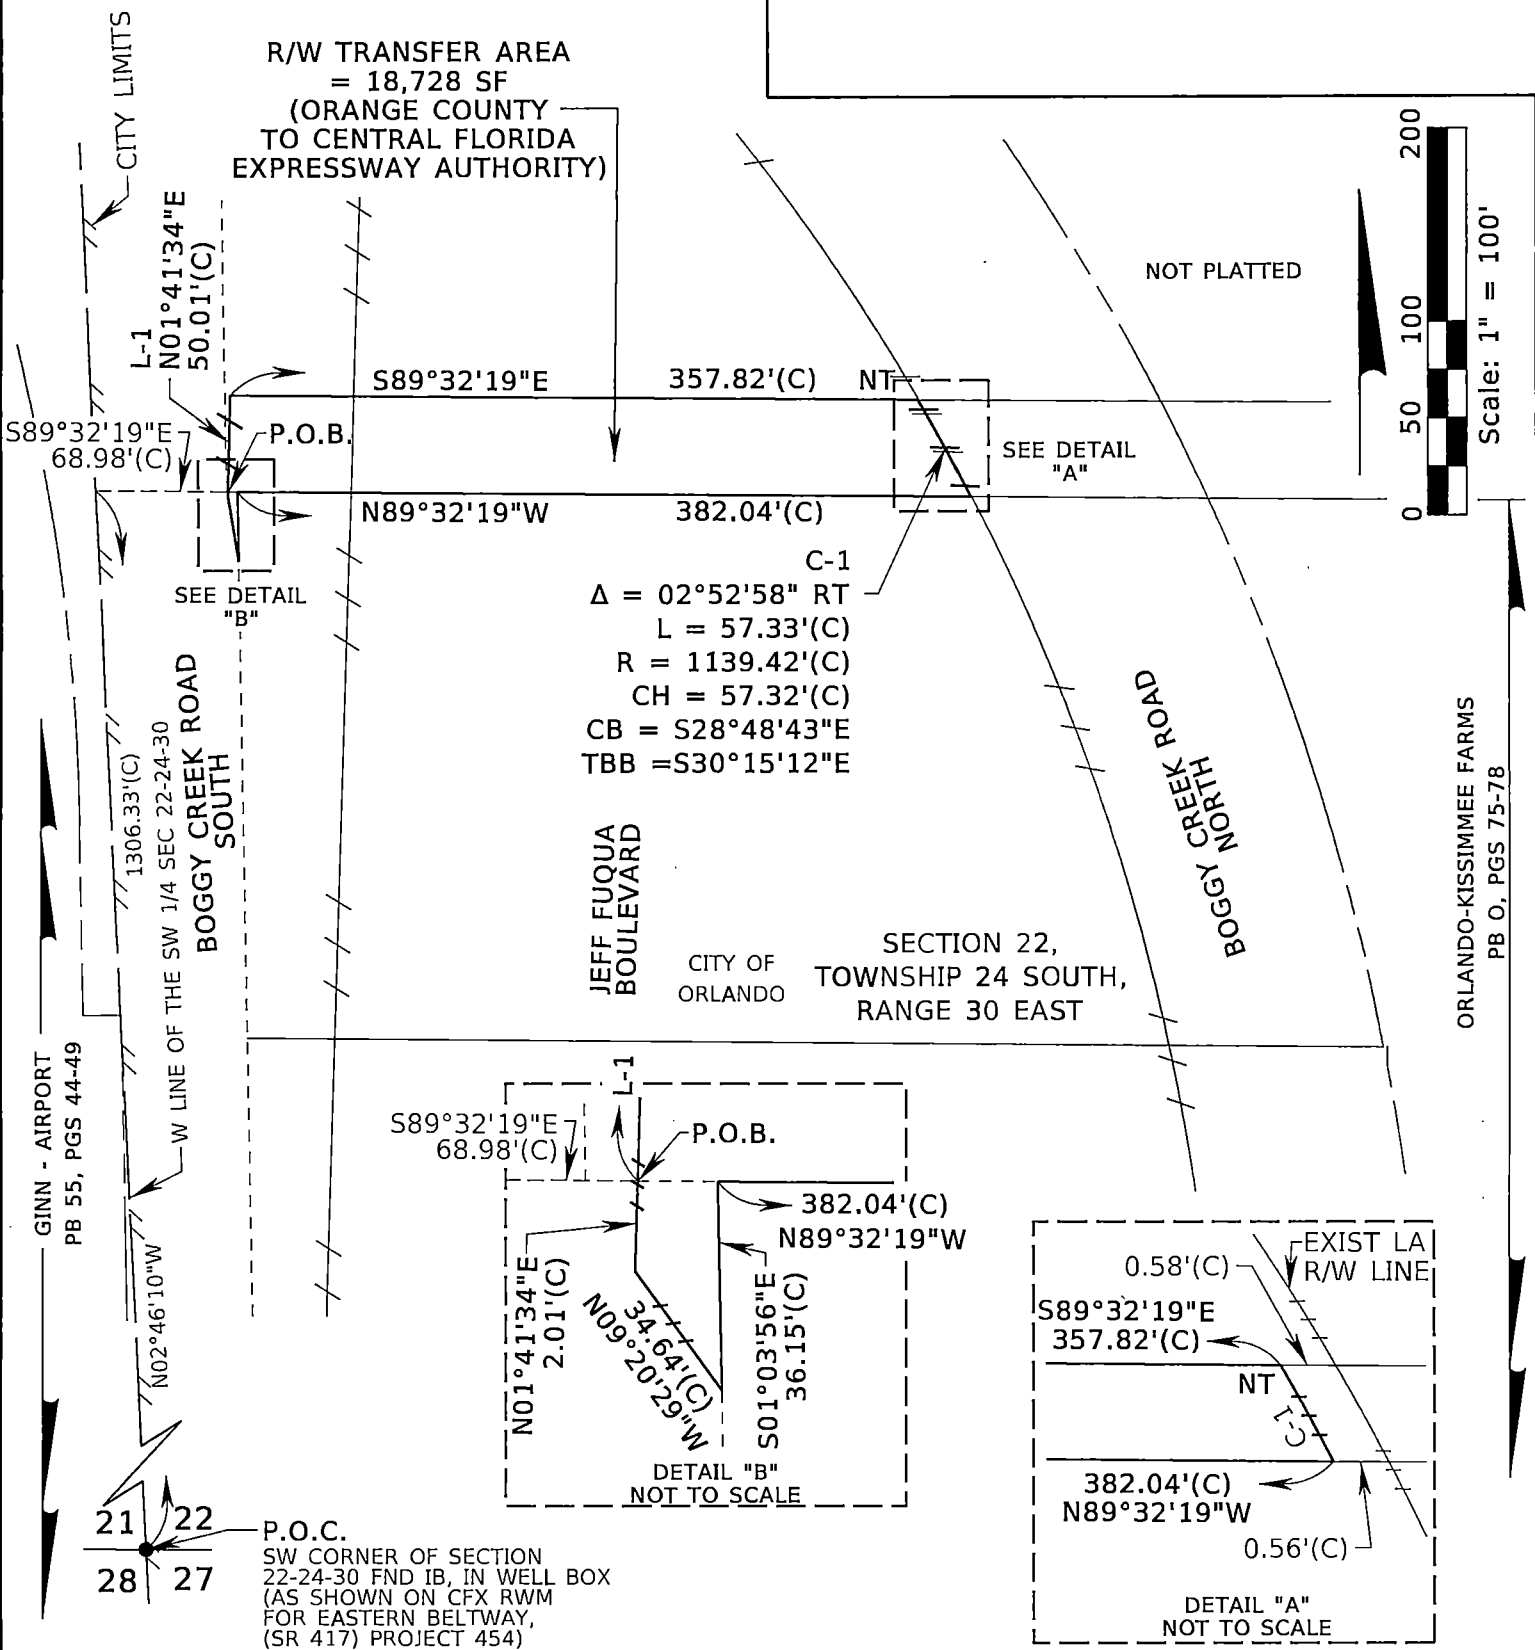 CITY LIMITS
R/W TRANSFER AREA
= 18,728 SF
(ORANGE COUNTY
TO CENTRAL FLORIDA
EXPRESSWAY AUTHORITY)
L-1
N01°41'34"E
50.01'(C)
NOT PLATTED
200
100
50
0
Scale: 1" = 100'
S89°32'19"E
357.82'(C)
NT
S89°32'19"E
68.98'(C)
P.O.B.
SEE DETAIL
"A"
N89°32'19"W
382.04'(C)
SEE DETAIL
"B"
C-1
Δ = 02°52'58" RT
L = 57.33'(C)
R = 1139.42'(C)
CH = 57.32'(C)
CB = S28°48'43"E
TBB =S30°15'12"E
1306.33'(C)
W LINE OF THE SW 1/4 SEC 22-24-30
BOGGY CREEK ROAD
SOUTH
JEFF FUQUA
BOULEVARD
CITY OF
ORLANDO
SECTION 22,
TOWNSHIP 24 SOUTH,
RANGE 30 EAST
BOGGY CREEK ROAD
NORTH
ORLANDO-KISSIMMEE FARMS
PB O, PGS 75-78
GINN - AIRPORT
PB 55, PGS 44-49
N02°46'10"W
L-1
S89°32'19"E
68.98'(C)
P.O.B.
382.04'(C)
N89°32'19"W
N01°41'34"E
2.01'(C)
34.64'(C)
N09°20'29"W
S01°03'56"E
36.15'(C)
DETAIL "B"
NOT TO SCALE
EXIST LA
R/W LINE
0.58'(C)
S89°32'19"E
357.82'(C)
NT
C-1
382.04'(C)
N89°32'19"W
0.56'(C)
DETAIL "A"
NOT TO SCALE
21 22
28 27
P.O.C.
SW CORNER OF SECTION
22-24-30 FND IB, IN WELL BOX
(AS SHOWN ON CFX RWM
FOR EASTERN BELTWAY,
(SR 417) PROJECT 454)